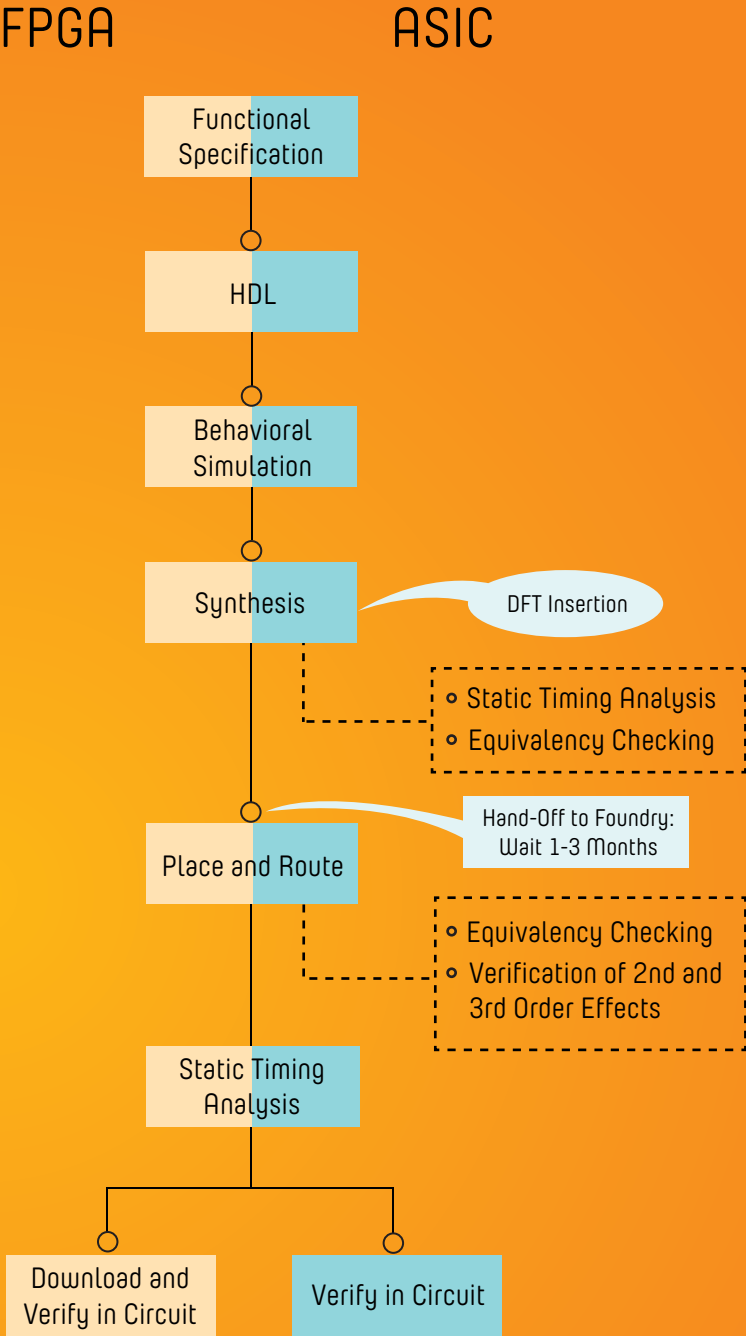 FPGA
ASIC
Functional
Specification
HDL
Behavioral
Simulation
Synthesis
DFT Insertion
Static Timing Analysis
Equivalency Checking
Hand-Off to Foundry:
Wait 1-3 Months
Place and Route
Equivalency Checking
Verification of 2nd and
3rd Order Effects
Static Timing
Analysis
Download and
Verify in Circuit
Verify in Circuit